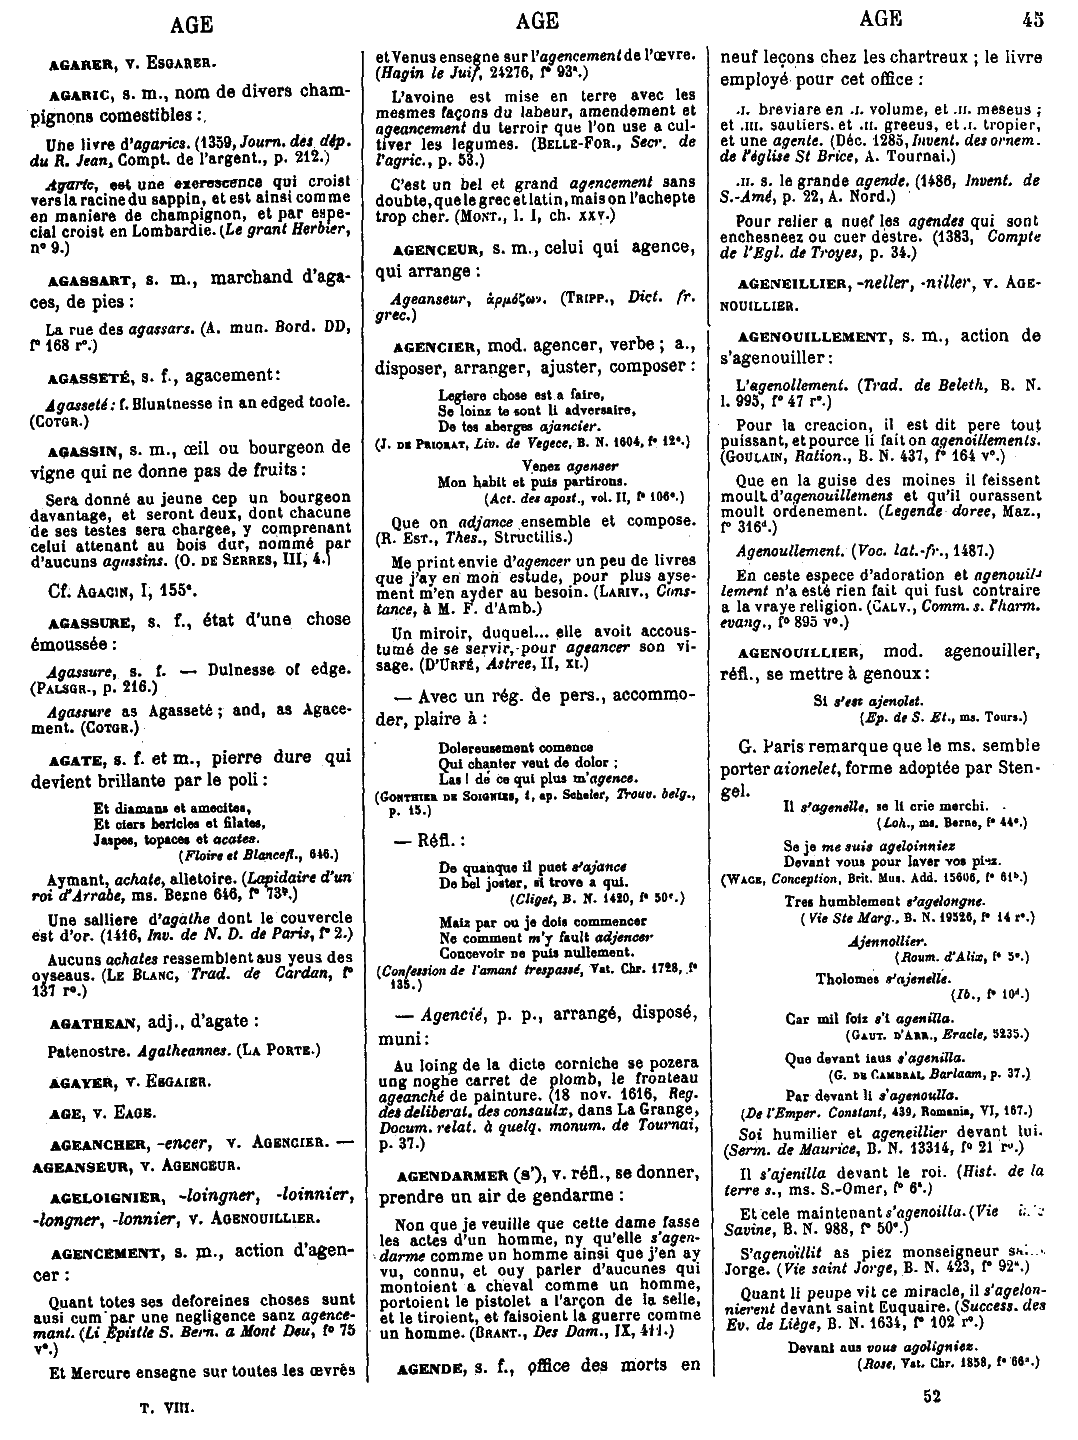 AGE
AGE
AGE
45
AGARER, v. ESGARER.
AGARIC, s. m., nom de divers cham-
pignons comestibles :
Une livre d'agarics. (1359, Journ. des dép.
du R. Jean, Compt. de l'argent., p. 212.)
Agaric, est une exerescence qui croist
vers la racine du sappin, et est ainsi comme
en maniere de champignon, et par espe-
cial croist en Lombardie. (Le grant Herbier,
n° 9.)
AGASSART, s. m., marchand d'aga-
ces, de pies :
La rue des agassars. (A. mun. Bord. DD,
f° 168 r°.)
AGASSETÉ, s. f., agacement:
Agasseté: f. Bluntnesse in an edged toole.
(COTGR.)
AGASSIN, s. m., œil ou bourgeon de
vigne qui ne donne pas de fruits :
Sera donné au jeune cep un bourgeon
davantage, et seront deux, dont chacune
de ses testes sera chargee, y comprenant
celui attenant au bois dur, nommé par
d'aucuns agassins. (O. DE SERRES, III, 4.)
Cf. AGACIN, I, 155ᵃ.
AGASSURE, s. f., état d'une chose
émoussée :
Agassure, s. f. — Dulnesse of edge.
(PALSGR., p. 216.)
Agassure as Agasseté ; and, as Agace-
ment. (COTGR.)
AGATE, s. f. et m., pierre dure qui
devient brillante par le poli :
Et diamans et amecites,
Et ciers bericles et filates,
Jaspes, topaces et acates.
(Floire et Blancefl., 646.)
Aymant, achate, alletoire. (Lapidaire d'un
roi d'Arrabe, ms. Berne 646, f° 73ᵇ.)
Une salliere d'agathe dont le couvercle
est d'or. (1416, Inv. de N. D. de Paris, f° 2.)
Aucuns achates ressemblent aus yeus des
oyseaus. (LE BLANC, Trad. de Cardan, f°
137 r°.)
AGATHEAN, adj., d'agate :
Patenostre. Agatheannes. (LA PORTE.)
AGAYER, v. ESGAIER.
AGE, v. EAGE.
AGEANCHER, -encer, v. AGENCIER. —
AGEANSEUR, v. AGENCEUR.
AGELOIGNIER, -loingner, -loinnier,
-longner, -lonnier, v. AGENOUILLIER.
AGENCEMENT, s. m., action d'agen-
cer :
Quant totes ses deforeines choses sunt
ausi cum par une negligence sanz agence-
mant. (Li Epistle S. Bern. a Mont Deu, f° 75
v°.)
Et Mercure ensegne sur toutes les œvrés
T. VIII.
et Venus ensegne sur l'agencement de l'œvre.
(Hagin le Juif, 24276, f° 93ᵃ.)
L'avoine est mise en terre avec les
mesmes façons du labeur, amendement et
ageancement du terroir que l'on use a cul-
tiver les legumes. (BELLE-FOR., Secr. de
l'agric., p. 53.)
C'est un bel et grand agencement sans
doute, que le grec et latin, mais on l'achepte
trop cher. (MONT., l. I, ch. xxv.)
AGENCEUR, s. m., celui qui agence,
qui arrange :
Ageanseur, ἁρμόζων. (TRIPP., Dict. fr.
grec.)
AGENCIER, mod. agencer, verbe ; a.,
disposer, arranger, ajuster, composer :
Legiere chose est a faire,
Se loinz te sont li adversaire,
De tes aberges ajancier.
(J. DE PRIORAT, Liv. de Vegece, B. N. 1604, f° 12ᵃ.)
Venez agenser
Mon habit et puis partirons.
(Act. des apost., vol. II, f° 106ᵃ.)
Que on adjance ensemble et compose.
(R. EST., Thes., Structilis.)
Me print envie d'agencer un peu de livres
que j'ay en mon estude, pour plus ayse-
ment m'en ayder au besoin. (LARIV., Cons-
tance, à M. F. d'Amb.)
Un miroir, duquel... elle avoit accous-
tumé de se servir, pour ageancer son vi-
sage. (D'URFÉ, Astree, II, XI.)
— Avec un rég. de pers., accommo-
der, plaire à :
Dolereusement comence
Qui chanter veut de dolor ;
Las ! de ce qui plus m'agence.
(GONTHIER DE SOIGNIES, 1, ap. Scheler, Trouv. belg.,
p. 15.)
— Réfl. :
De quanque il puet s'ajance
De bel joster, si trove a qui.
(Cliget, B. N. 1420, f° 50ᵉ.)
Maiz par ou je dois commencer
Ne comment m'y fault adjencer
Concevoir ne puis nullement.
(Confession de l'amant trespassé, Vat. Chr. 1728, f°
135.)
— Agencié, p. p., arrangé, disposé,
muni :
Au loing de la dicte corniche se pozera
ung noghe carret de plomb, le fronteau
ageanché de painture. (18 nov. 1616, Reg.
des deliberat. des consaulx, dans La Grange,
Docum. relat. à quelq. monum. de Tournai,
p. 37.)
AGENDARMER (s'), v. réfl., se donner,
prendre un air de gendarme :
Non que je veuille que cette dame fasse
les actes d'un homme, ny qu'elle s'agen-
darme comme un homme ainsi que j'en ay
vu, connu, et ouy parler d'aucunes qui
montoient a cheval comme un homme,
portoient le pistolet a l'arçon de la selle,
et le tiroient, et faisoient la guerre comme
un homme. (BRANT., Des Dam., IX, 411.)
AGENDE, s. f., office des morts en
neuf leçons chez les chartreux ; le livre
employé pour cet office :
.I. breviare en .I. volume, et .II. meseus ;
et .III. sautiers. et .II. greeus, et .I. tropier,
et une agente. (Déc. 1285, Invent. des ornem.
de l'église St Brice, A. Tournai.)
.II. s. le grande agende. (1486, Invent. de
S.-Amé, p. 22, A. Nord.)
Pour relier a nuef les agendes qui sont
enchesneez ou cuer destre. (1383, Compte
de l'Egl. de Troyes, p. 34.)
AGENEILLIER, -neller, -niller, v. AGE-
NOUILLIER.
AGENOUILLEMENT, s. m., action de
s'agenouiller :
L'agenollement. (Trad. de Beleth, B. N.
l. 995, f° 47 r°.)
Pour la creacion, il est dit pere tout
puissant, et pource li fait on agenoillements.
(GOULAIN, Ration., B. N. 437, f° 164 v°.)
Que en la guise des moines il feissent
moult d'agenouillemens et qu'il ourassent
moult ordenement. (Legende doree, Maz.,
f° 316ᵈ.)
Agenoullement. (Voc. lat.-fr., 1487.)
En ceste espece d'adoration et agenouil-
lement n'a esté rien fait qui fust contraire
a la vraye religion. (CALV., Comm. s. l'harm.
evang., f° 895 v°.)
AGENOUILLIER, mod. agenouiller,
réfl., se mettre à genoux :
Si s'est ajenolet.
(Ep. de S. Et., ms. Tours.)
G. Paris remarque que le ms. semble
porter aionelet, forme adoptée par Sten-
gel.
Il s'agenelle, se li crie merchi.
(Loh., ms. Berne, f° 44ᵉ.)
Se je me suis ageloinniez
Devant vous pour laver vos piez.
(WACE, Conception, Brit. Mus. Add. 15606, f° 61ᵇ.)
Tres humblement s'agelongne.
(Vie Ste Marg., B. N. 19526, f° 14 r°.)
Ajennollier.
(Roum. d'Alix, f° 5ᵉ.)
Tholomes s'ajenelle.
(Ib., f° 10ᵈ.)
Car mil foiz s'i agenilla.
(GAUT. D'ARR., Eracle, 5235.)
Que devant iaus s'agenilla.
(G. DE CAMBRAI, Barlaam, p. 37.)
Par devant li s'agenoulla.
(De l'Emper. Constant, 439, Romania, VI, 167.)
Soi humilier et ageneillier devant lui.
(Serm. de Maurice, B. N. 13314, f° 21 r°.)
Il s'ajenilla devant le roi. (Hist. de la
terre s., ms. S.-Omer, f° 6ᵃ.)
Et cele maintenant s'agenoilla. (Vie
Savine, B. N. 988, f° 50ᵉ.)
S'agenoillit as piez monseigneur
Jorge. (Vie saint Jorge, B. N. 423, f° 92ᵃ.)
Quant li peupe vit ce miracle, il s'agelon-
nierent devant saint Euquaire. (Success. des
Ev. de Liège, B. N. 1634, f° 102 r°.)
Devant aus vous agoligniez.
(Rose, Vat. Chr. 1858, f° 66ᵃ.)
52